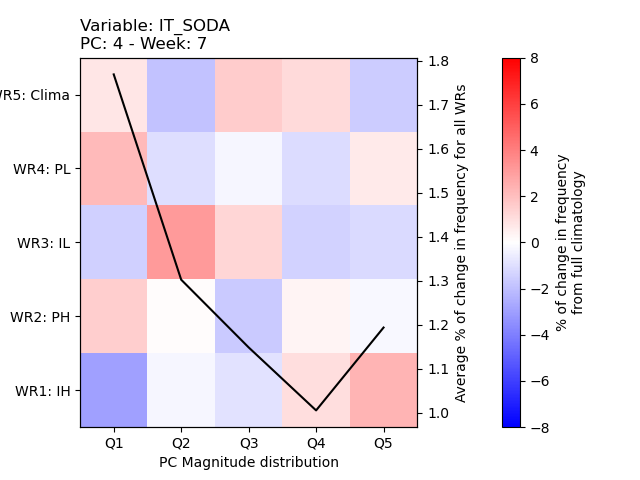 Variable: IT_SODA
PC: 4 - Week: 7
WR5: Clima
WR4: PL
WR3: IL
WR2: PH
WR1: IH
Q1 Q2 Q3 Q4 Q5
PC Magnitude distribution
1.8
1.7
1.6
1.5
1.4
1.3
1.2
1.1
1.0
Average % of change in frequency for all WRs
8
6
4
2
0
−2
−4
−6
−8
% of change in frequency
from full climatology